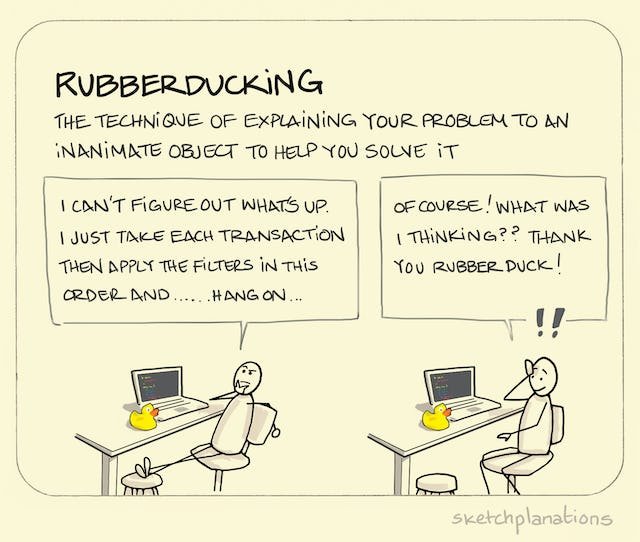 RUBBERDUCKING
THE TECHNIQUE OF EXPLAINING YOUR PROBLEM TO AN
INANIMATE OBJECT TO HELP YOU SOLVE IT
I CAN'T FIGURE OUT WHAT'S UP.
I JUST TAKE EACH TRANSACTION
THEN APPLY THE FILTERS IN THIS
ORDER AND ...... HANG ON ...
OF COURSE! WHAT WAS
I THINKING?? THANK
YOU RUBBER DUCK!
!!
sketchplanations